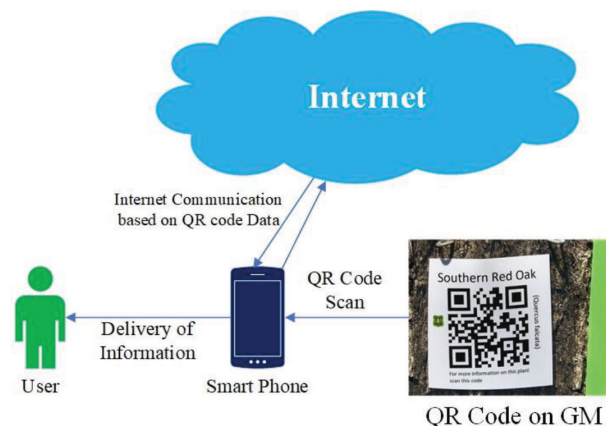 Internet
Internet Communication
based on QR code Data
QR Code
Scan
Southern Red Oak
(Quercus falcata)
For more information on this plant
scan this code
Delivery of
Information
User
Smart Phone
QR Code on GM